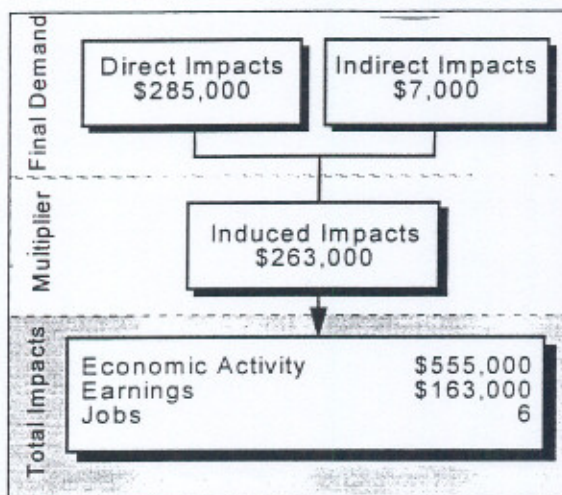 Final Demand
Direct Impacts
$285,000
Indirect Impacts
$7,000
Multiplier
Induced Impacts
$263,000
Total Impacts
Economic Activity $555,000
Earnings $163,000
Jobs 6